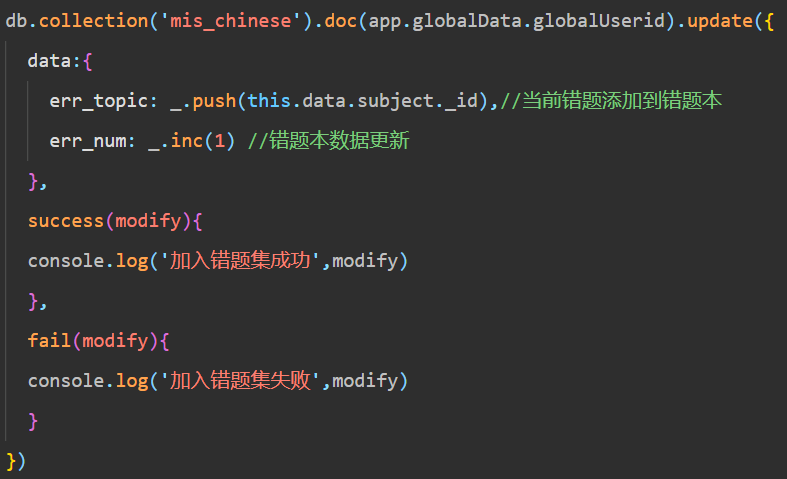 db.collection('mis_chinese').doc(app.globalData.globalUserid).update({
data:{
err_topic: _.push(this.data.subject._id),//当前错题添加到错题本
err_num: _.inc(1) //错题本数据更新
},
success(modify){
console.log('加入错题集成功',modify)
},
fail(modify){
console.log('加入错题集失败',modify)
}
})